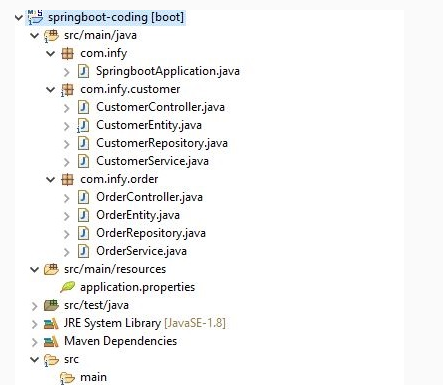 springboot-coding [boot]
src/main/java
com.infy
SpringbootApplication.java
com.infy.customer
CustomerController.java
CustomerEntity.java
CustomerRepository.java
CustomerService.java
com.infy.order
OrderController.java
OrderEntity.java
OrderRepository.java
OrderService.java
src/main/resources
application.properties
src/test/java
JRE System Library [JavaSE-1.8]
Maven Dependencies
src
main